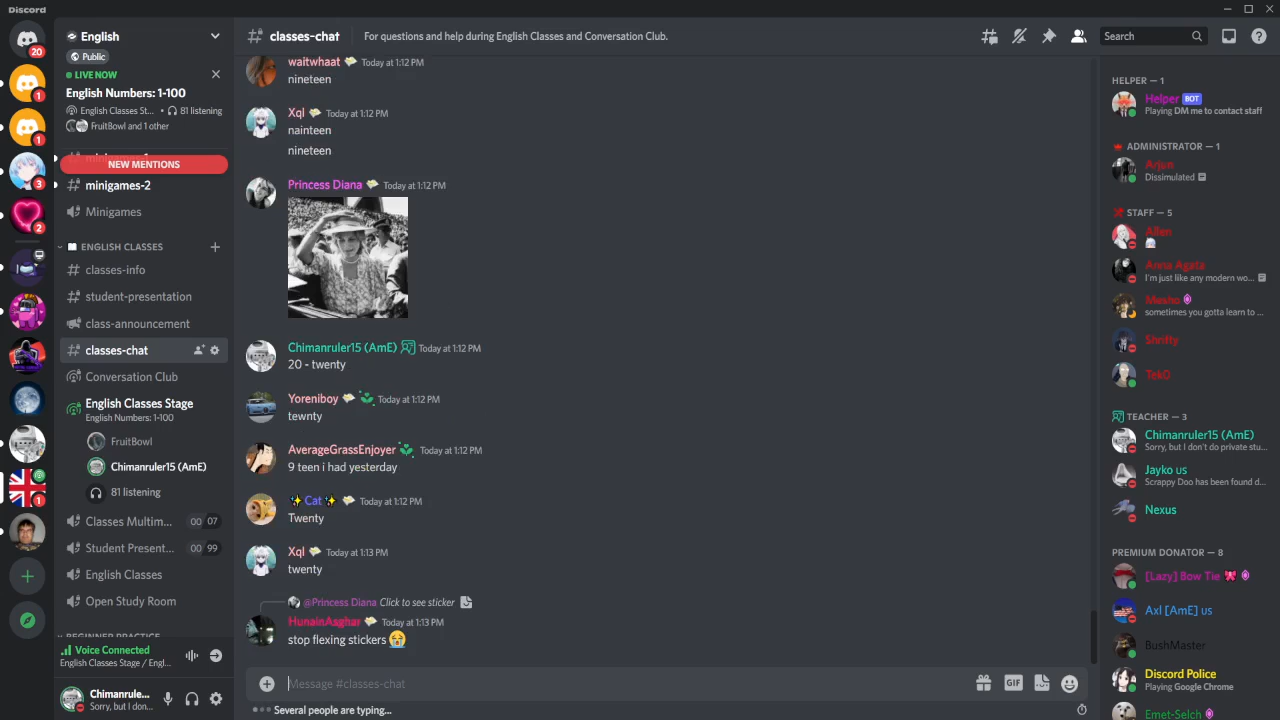 Discord
20
1
1
3
2
1
English
Public
LIVE NOW
English Numbers: 1-100
English Classes St... • 81 listening
FruitBowl and 1 other
NEW MENTIONS
minigames-2
Minigames
ENGLISH CLASSES
classes-info
student-presentation
class-announcement
classes-chat
Conversation Club
English Classes Stage
English Numbers: 1-100
FruitBowl
Chimanruler15 (AmE)
81 listening
Classes Multim... 00 07
Student Present... 00 99
English Classes
Open Study Room
BEGINNER PRACTICE
Voice Connected
English Classes Stage / Engl...
Chimanrule...
Sorry, but I don...
classes-chat
For questions and help during English Classes and Conversation Club.
Search
waitwhaat Today at 1:12 PM
nineteen
Xql Today at 1:12 PM
nainteen
nineteen
Princess Diana Today at 1:12 PM
Chimanruler15 (AmE) Today at 1:12 PM
20 - twenty
Yoreniboy Today at 1:12 PM
tewnty
AverageGrassEnjoyer Today at 1:12 PM
9 teen i had yesterday
✨Cat✨ Today at 1:12 PM
Twenty
Xql Today at 1:13 PM
twenty
@Princess Diana Click to see sticker
HunainAsghar Today at 1:13 PM
stop flexing stickers 😭
Message #classes-chat
GIF
Several people are typing...
HELPER — 1
Helper BOT
Playing DM me to contact staff
ADMINISTRATOR — 1
Arjun
Dissimulated
STAFF — 5
Allen
Anna Agata
I'm just like any modern wo...
Mesho
sometimes you gotta learn to ...
Shritty
TekD
TEACHER — 3
Chimanruler15 (AmE)
Sorry, but I don't do private stu...
Jayko us
Scrappy Doo has been found d...
Nexus
PREMIUM DONATOR — 8
[Lazy] Bow Tie 🎀
Axl [AmE] us
BushMaster
Discord Police
Playing Google Chrome
Emet-Selch